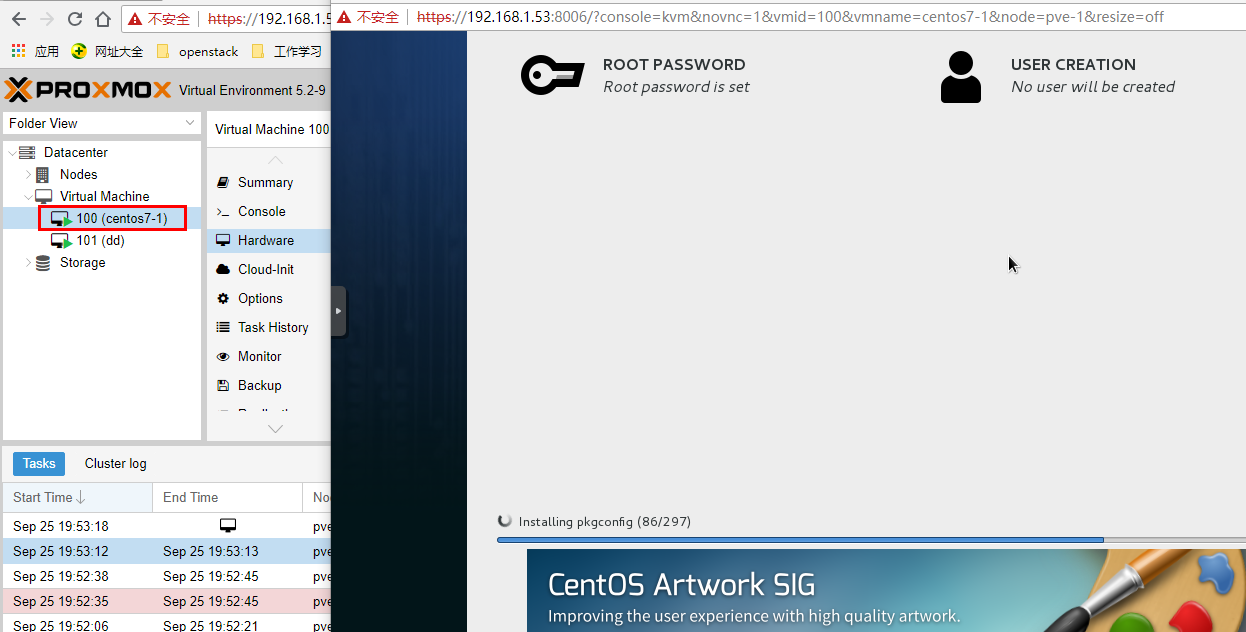 不安全 https://192.168.1.5
应用 网址大全 openstack 工作学习
PROXMOX Virtual Environment 5.2-9
Folder View
Datacenter
Nodes
Virtual Machine
100 (centos7-1)
101 (dd)
Storage
Virtual Machine 100
Summary
Console
Hardware
Cloud-Init
Options
Task History
Monitor
Backup
Tasks Cluster log
Start Time End Time No
Sep 25 19:53:18 pve
Sep 25 19:53:12 Sep 25 19:53:13 pve
Sep 25 19:52:38 Sep 25 19:52:45 pve
Sep 25 19:52:35 Sep 25 19:52:45 pve
Sep 25 19:52:06 Sep 25 19:52:21 pve
不安全 https://192.168.1.53:8006/?console=kvm&novnc=1&vmid=100&vmname=centos7-1&node=pve-1&resize=off
ROOT PASSWORD
Root password is set
USER CREATION
No user will be created
Installing pkgconfig (86/297)
CentOS Artwork SIG
Improving the user experience with high quality artwork.